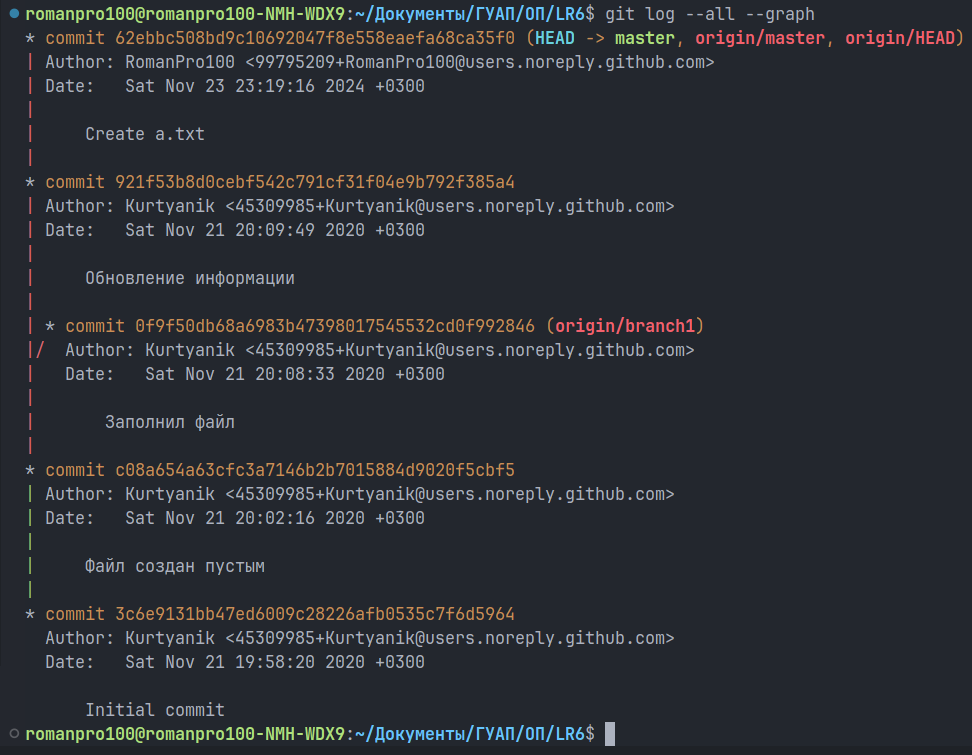 romanpro100@romanpro100-NMH-WDX9:~/Документы/ГУАП/ОП/LR6$ git log --all --graph
* commit 62ebbc508bd9c10692047f8e558eaefa68ca35f0 (HEAD -> master, origin/master, origin/HEAD)
| Author: RomanPro100 <99795209+RomanPro100@users.noreply.github.com>
| Date:   Sat Nov 23 23:19:16 2024 +0300
|
|     Create a.txt
|
* commit 921f53b8d0cebf542c791cf31f04e9b792f385a4
| Author: Kurtyanik <45309985+Kurtyanik@users.noreply.github.com>
| Date:   Sat Nov 21 20:09:49 2020 +0300
|
|     Обновление информации
|
| * commit 0f9f50db68a6983b47398017545532cd0f992846 (origin/branch1)
|/  Author: Kurtyanik <45309985+Kurtyanik@users.noreply.github.com>
|   Date:   Sat Nov 21 20:08:33 2020 +0300
|
|       Заполнил файл
|
* commit c08a654a63cfc3a7146b2b7015884d9020f5cbf5
| Author: Kurtyanik <45309985+Kurtyanik@users.noreply.github.com>
| Date:   Sat Nov 21 20:02:16 2020 +0300
|
|     Файл создан пустым
|
* commit 3c6e9131bb47ed6009c28226afb0535c7f6d5964
  Author: Kurtyanik <45309985+Kurtyanik@users.noreply.github.com>
  Date:   Sat Nov 21 19:58:20 2020 +0300

      Initial commit
romanpro100@romanpro100-NMH-WDX9:~/Документы/ГУАП/ОП/LR6$